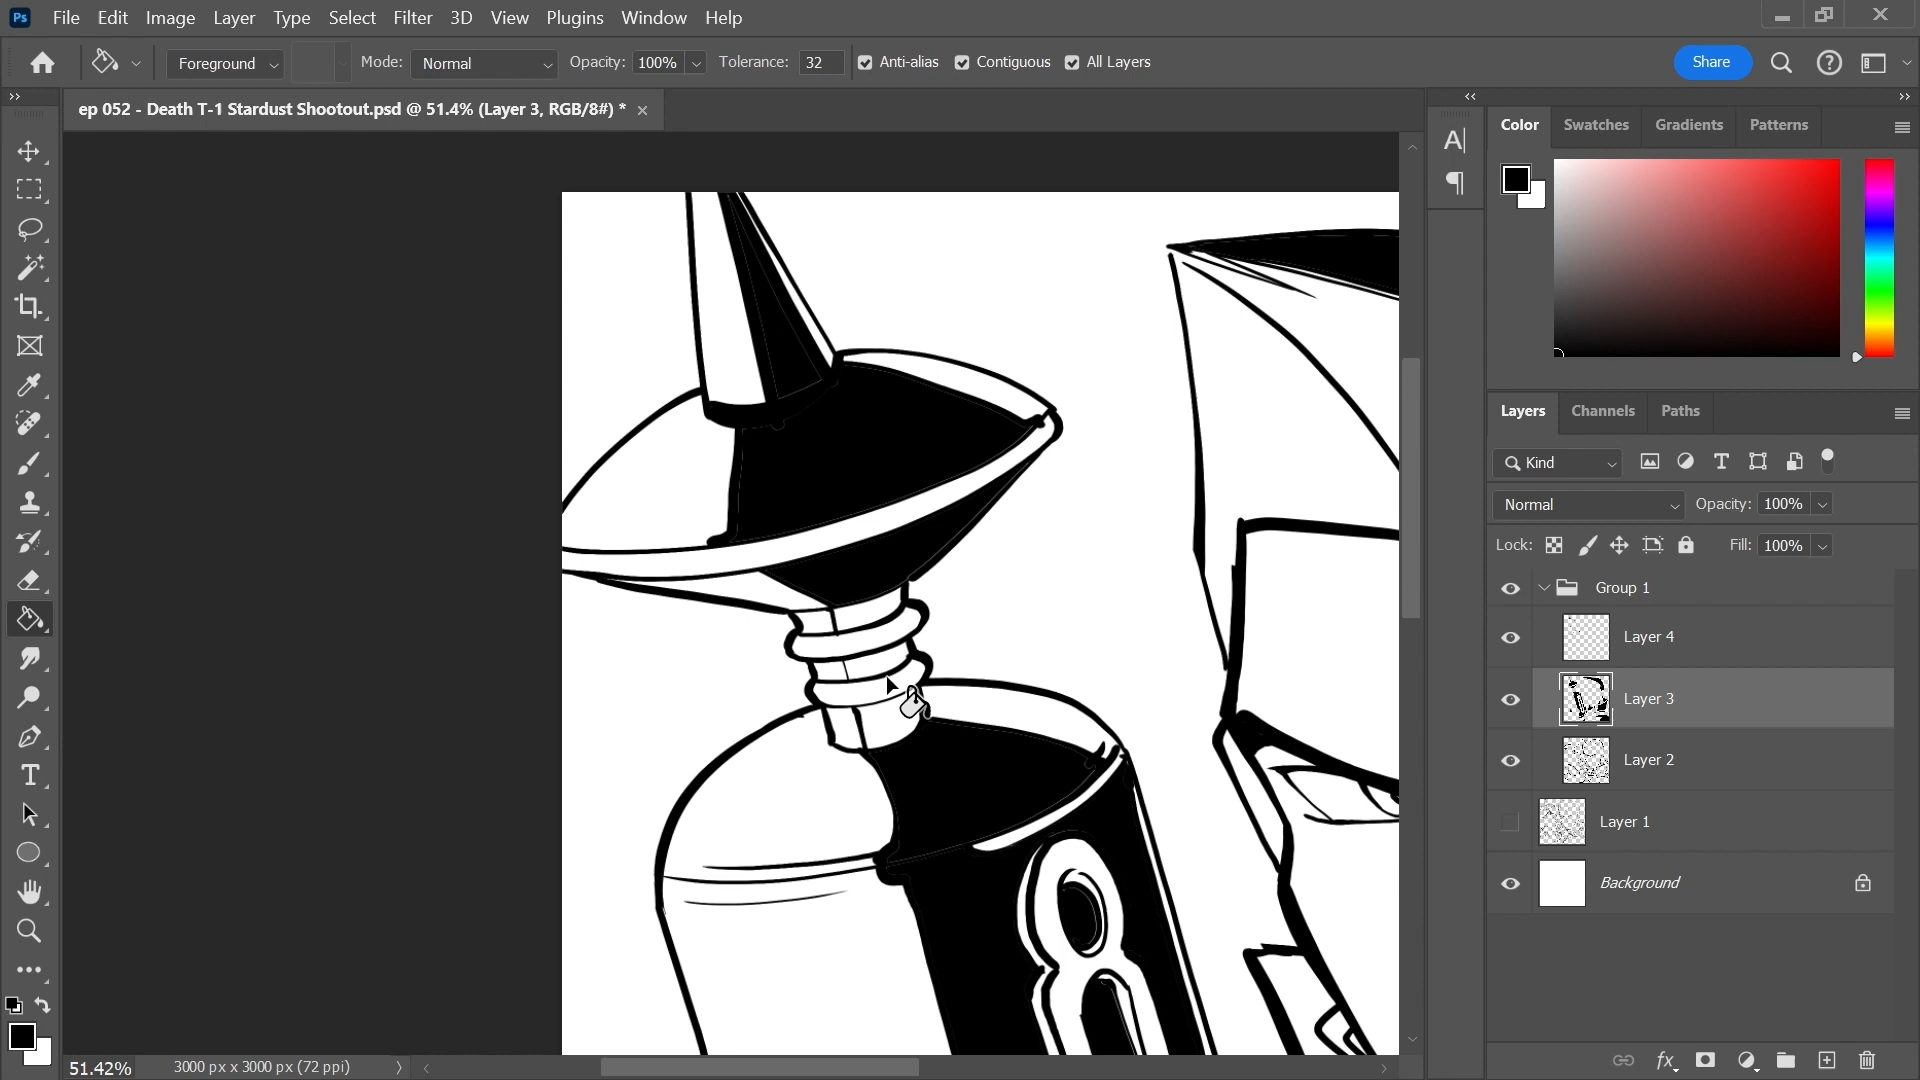 Ps File Edit Image Layer Type Select Filter 3D View Plugins Window Help
Foreground Mode: Normal Opacity: 100% Tolerance: 32 Anti-alias Contiguous All Layers Share
ep 052 - Death T-1 Stardust Shootout.psd @ 51.4% (Layer 3, RGB/8#) *
Color Swatches Gradients Patterns
Layers Channels Paths
Kind
Normal Opacity: 100%
Lock: Fill: 100%
Group 1
Layer 4
Layer 3
Layer 2
Layer 1
Background
51.42% 3000 px x 3000 px (72 ppi)